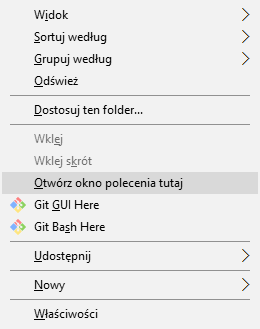 Widok
Sortuj według
Grupuj według
Odśwież
Dostosuj ten folder...
Wklej
Wklej skrót
Otwórz okno polecenia tutaj
Git GUI Here
Git Bash Here
Udostępnij
Nowy
Właściwości